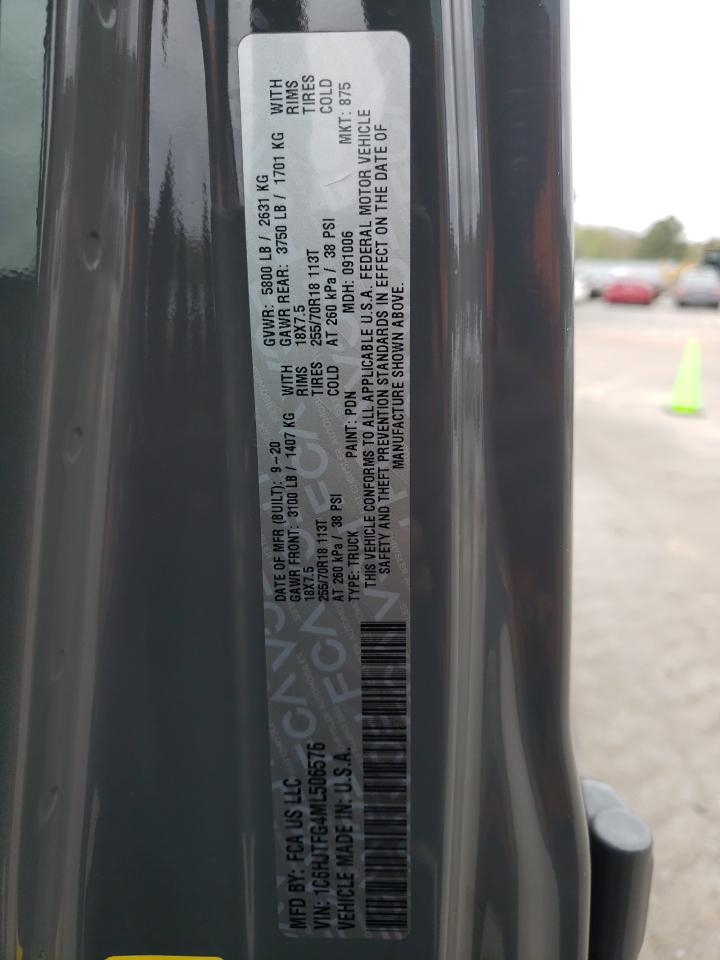 MFD BY: FCA US LLC
DATE OF MFR (BUILT): 9-20
GVWR: 5800 LB / 2631 KG
GAWR FRONT: 3100 LB / 1407 KG WITH
GAWR REAR: 3750 LB / 1701 KG WITH
18X7.5 RIMS
18X7.5 RIMS
255/70R18 113T TIRES
255/70R18 113T TIRES
AT 260 kPa / 38 PSI COLD
AT 260 kPa / 38 PSI COLD
VIN: 1C6HJTFG4ML506576
TYPE: TRUCK PAINT: PDN MDH: 091006 MKT: 875
VEHICLE MADE IN: U.S.A.
THIS VEHICLE CONFORMS TO ALL APPLICABLE U.S.A. FEDERAL MOTOR VEHICLE
SAFETY AND THEFT PREVENTION STANDARDS IN EFFECT ON THE DATE OF
MANUFACTURE SHOWN ABOVE.